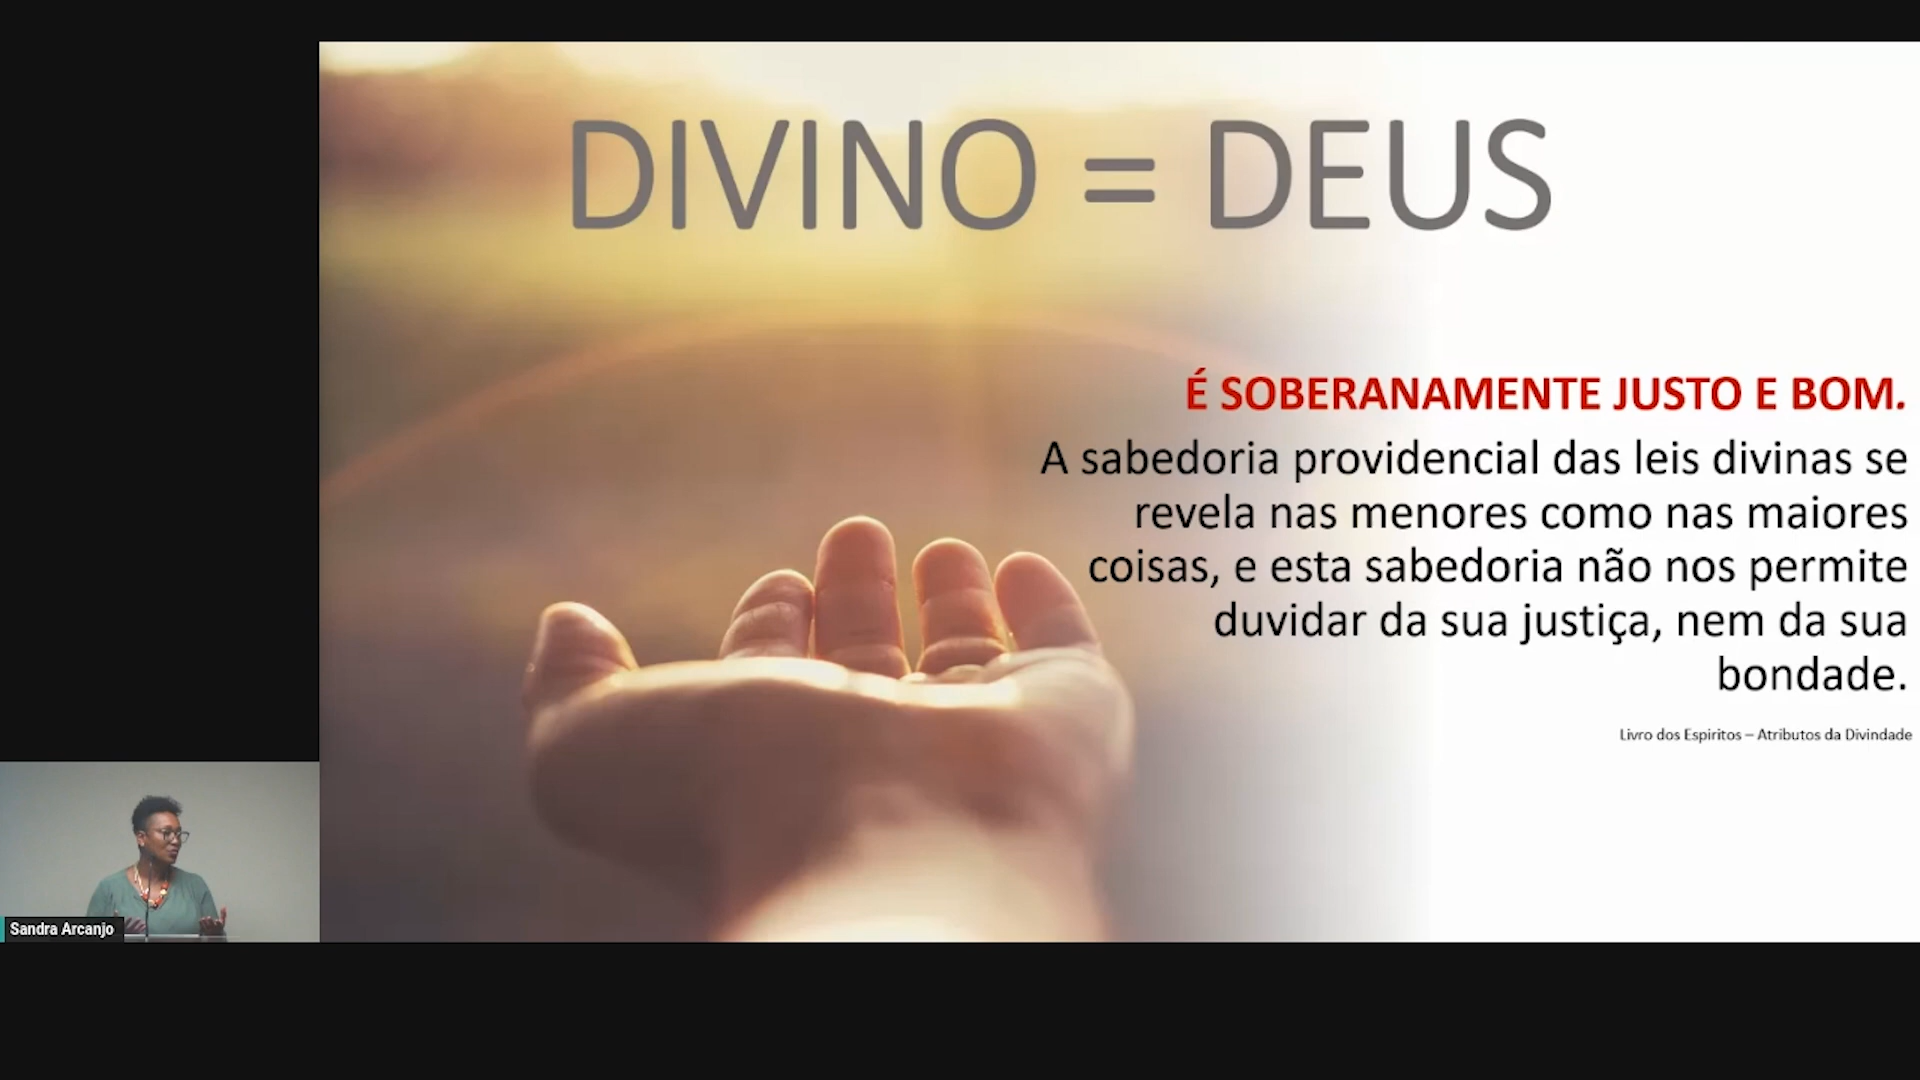 DIVINO = DEUS
É SOBERANAMENTE JUSTO E BOM.
A sabedoria providencial das leis divinas se
revela nas menores como nas maiores
coisas, e esta sabedoria não nos permite
duvidar da sua justiça, nem da sua
bondade.
Livro dos Espiritos – Atributos da Divindade
Sandra Arcanjo